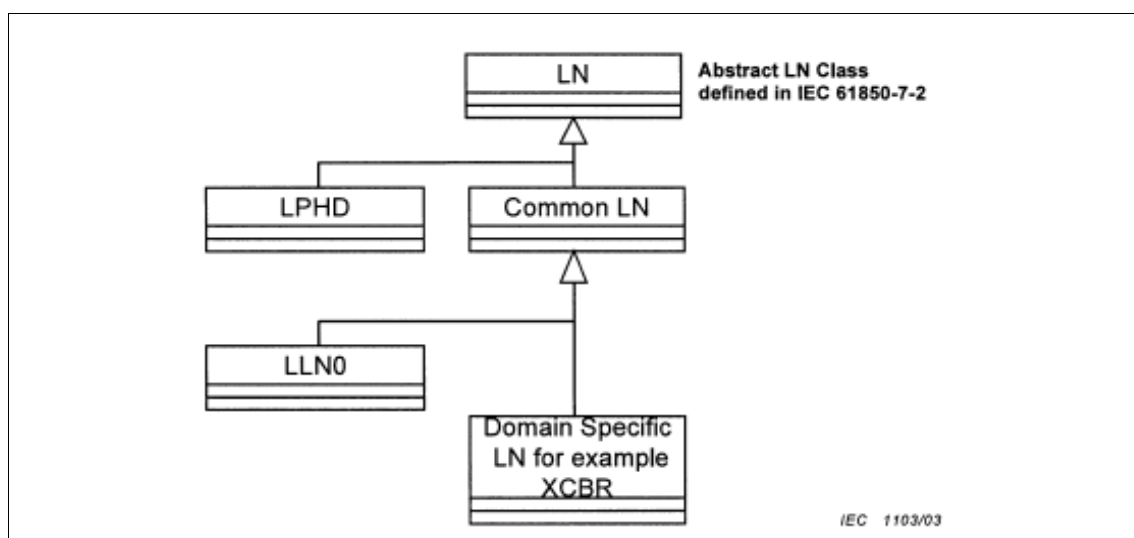 LN
Abstract LN Class
defined in IEC 61850-7-2
LPHD
Common LN
LLN0
Domain Specific
LN for example
XCBR
IEC 1103/03